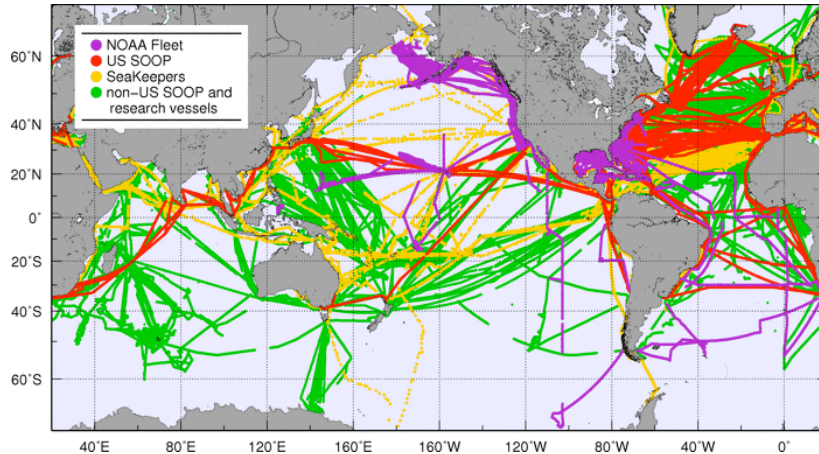 NOAA Fleet
US SOOP
SeaKeepers
non-US SOOP and
research vessels
60˚N
40˚N
20˚N
0˚
20˚S
40˚S
60˚S
40˚E 80˚E 120˚E 160˚E 160˚W 120˚W 80˚W 40˚W 0˚